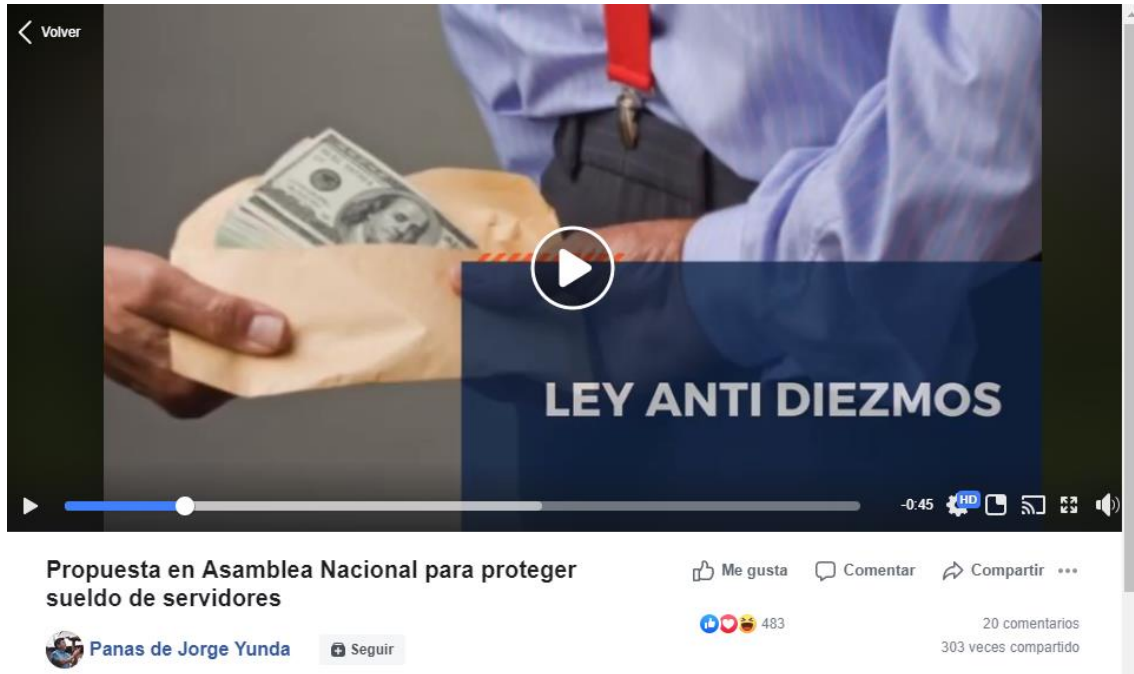 Volver
LEY ANTI DIEZMOS
-0:45
HD
Propuesta en Asamblea Nacional para proteger
sueldo de servidores
Me gusta
Comentar
Compartir
483
20 comentarios
Panas de Jorge Yunda
Seguir
303 veces compartido